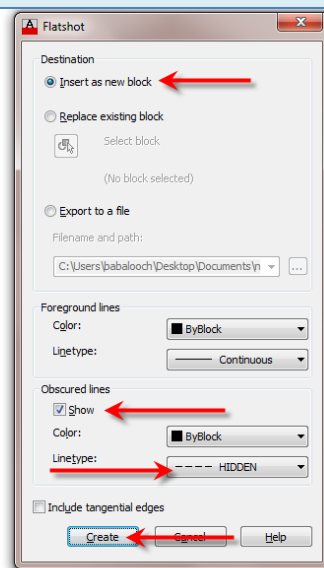 Flatshot
Destination
Insert as new block
Replace existing block
Select block
(No block selected)
Export to a file
Filename and path:
C:\Users\babalooch\Desktop\Documents\n ...
Foreground lines
Color: ByBlock
Linetype: Continuous
Obscured lines
Show
Color: ByBlock
Linetype: HIDDEN
Include tangential edges
Create Cancel Help